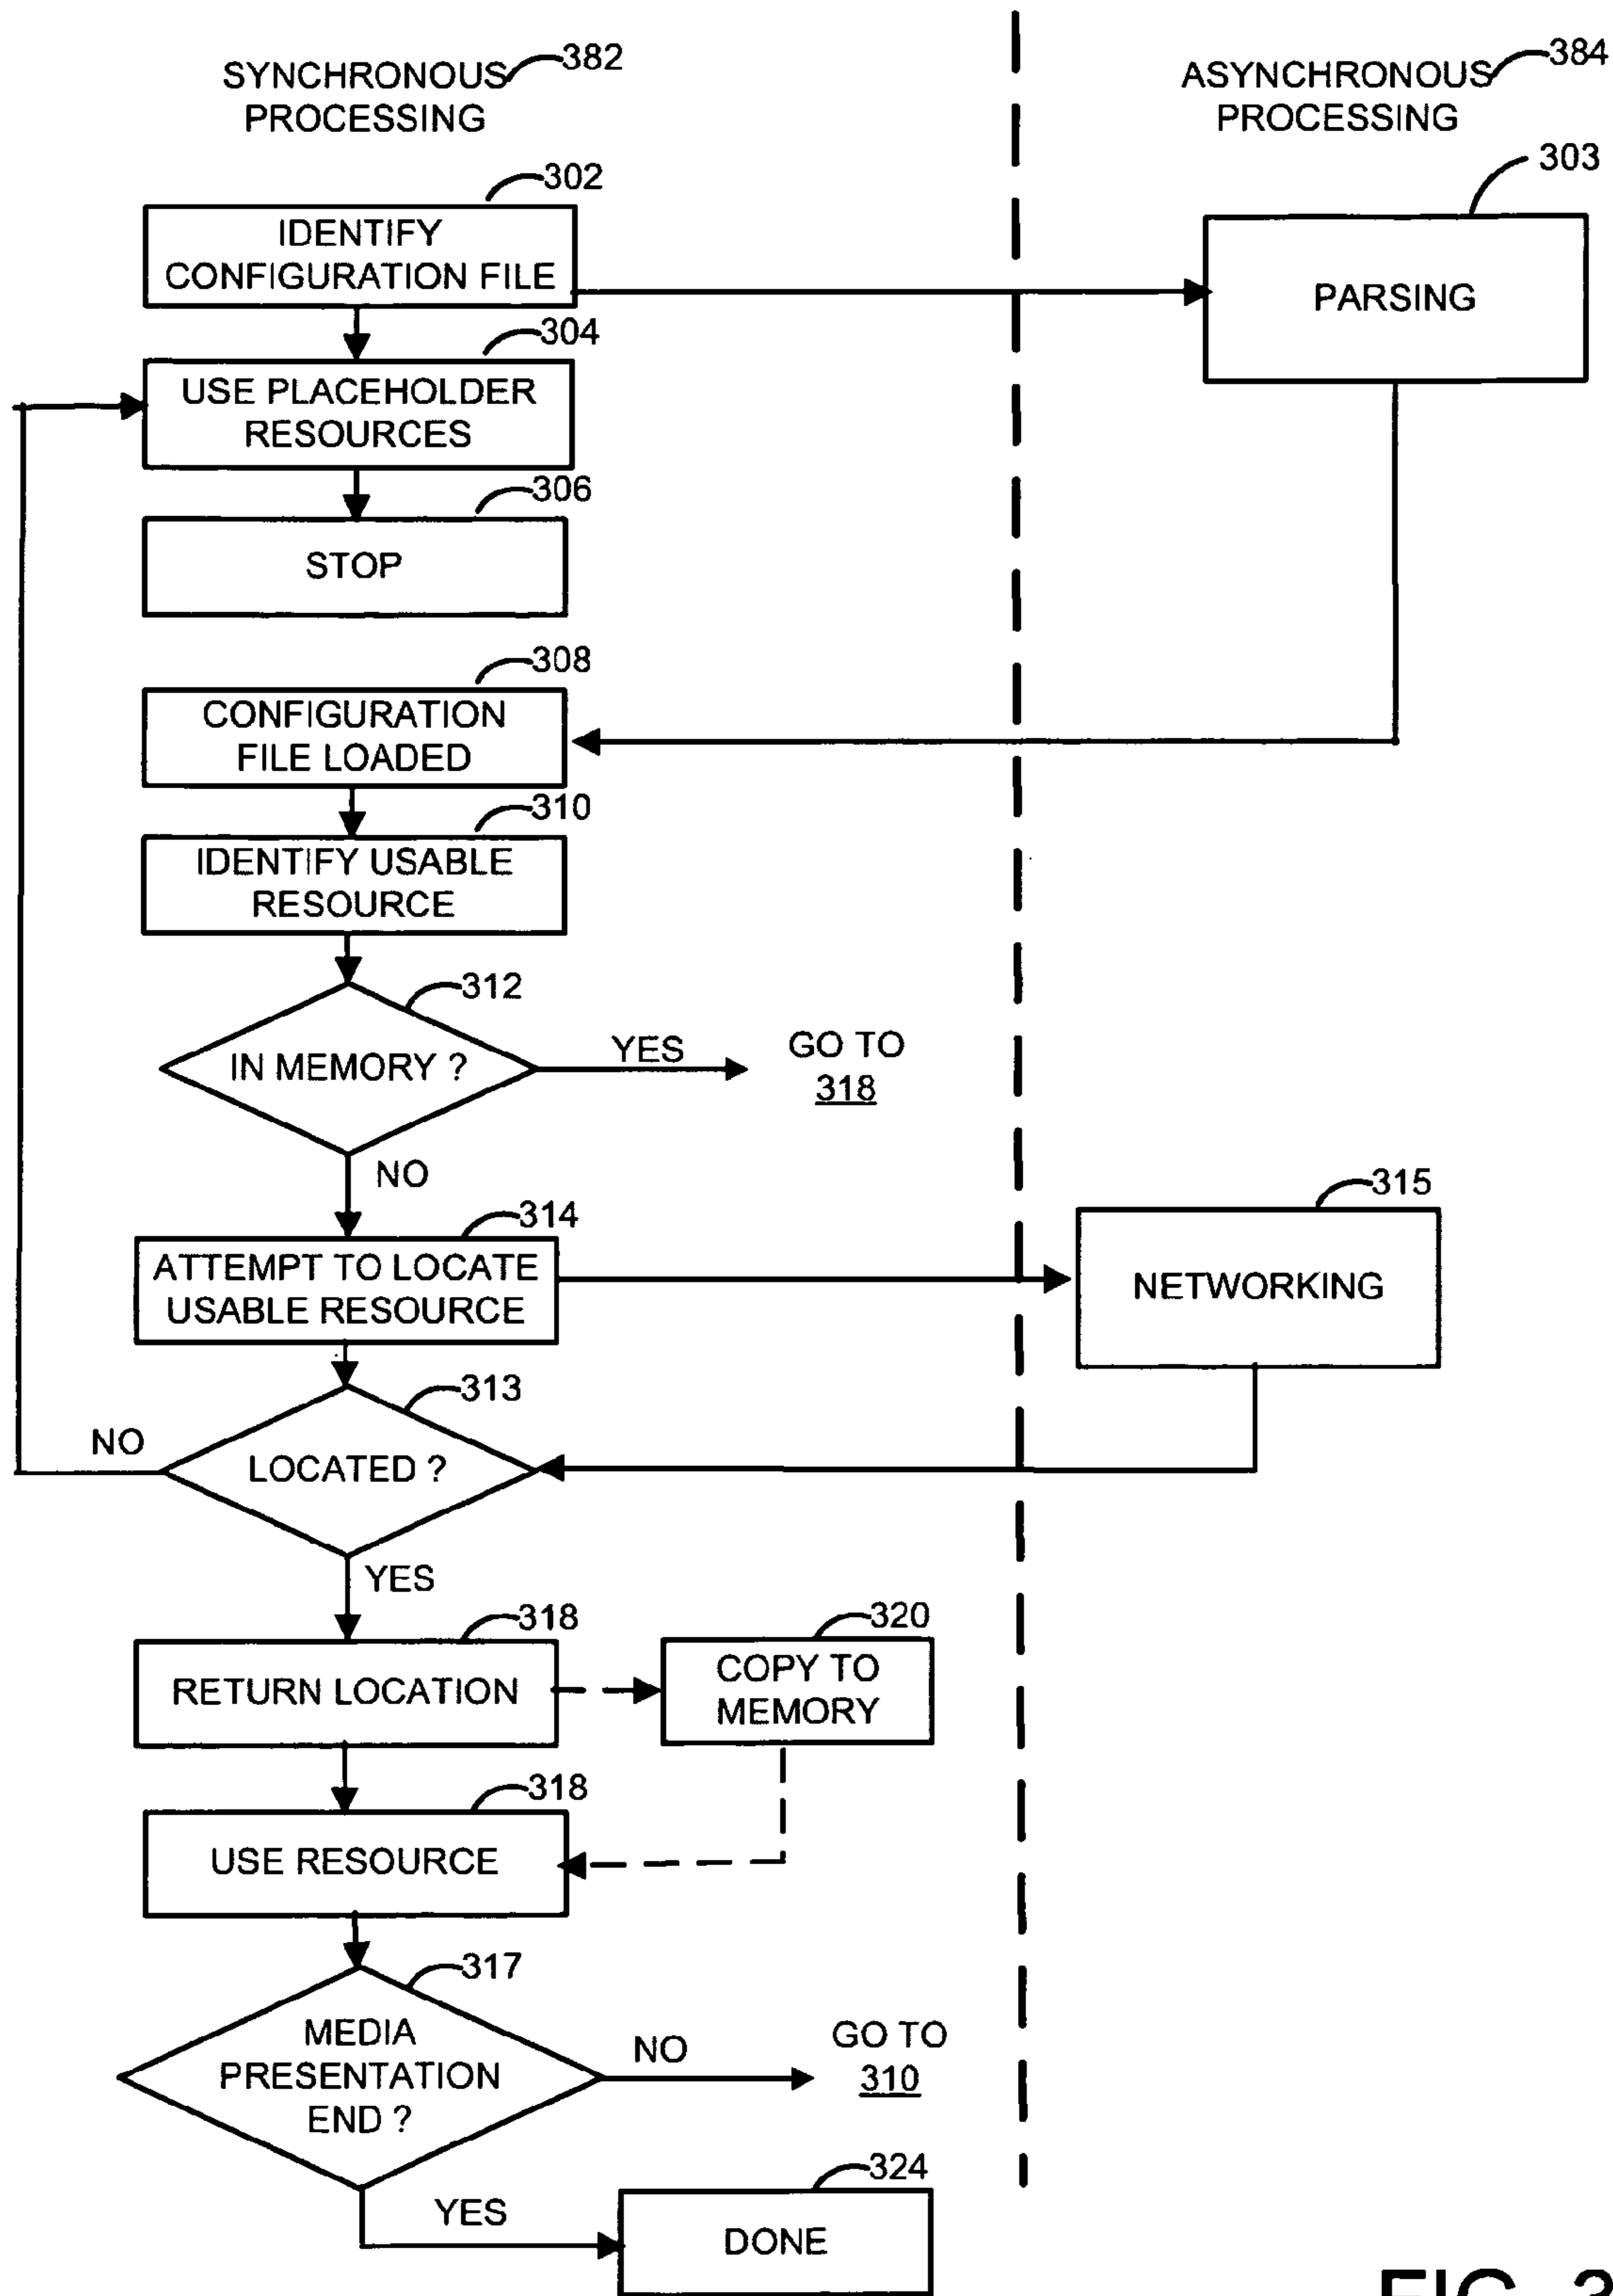 SYNCHRONOUS
PROCESSING
382
ASYNCHRONOUS
PROCESSING
384
302
IDENTIFY
CONFIGURATION FILE
303
PARSING
304
USE PLACEHOLDER
RESOURCES
306
STOP
308
CONFIGURATION
FILE LOADED
310
IDENTIFY USABLE
RESOURCE
312
IN MEMORY ?
YES
GO TO
318
NO
314
ATTEMPT TO LOCATE
USABLE RESOURCE
315
NETWORKING
313
LOCATED ?
NO
YES
318
RETURN LOCATION
320
COPY TO
MEMORY
318
USE RESOURCE
317
MEDIA
PRESENTATION
END ?
NO
GO TO
310
YES
324
DONE
FIG. 3